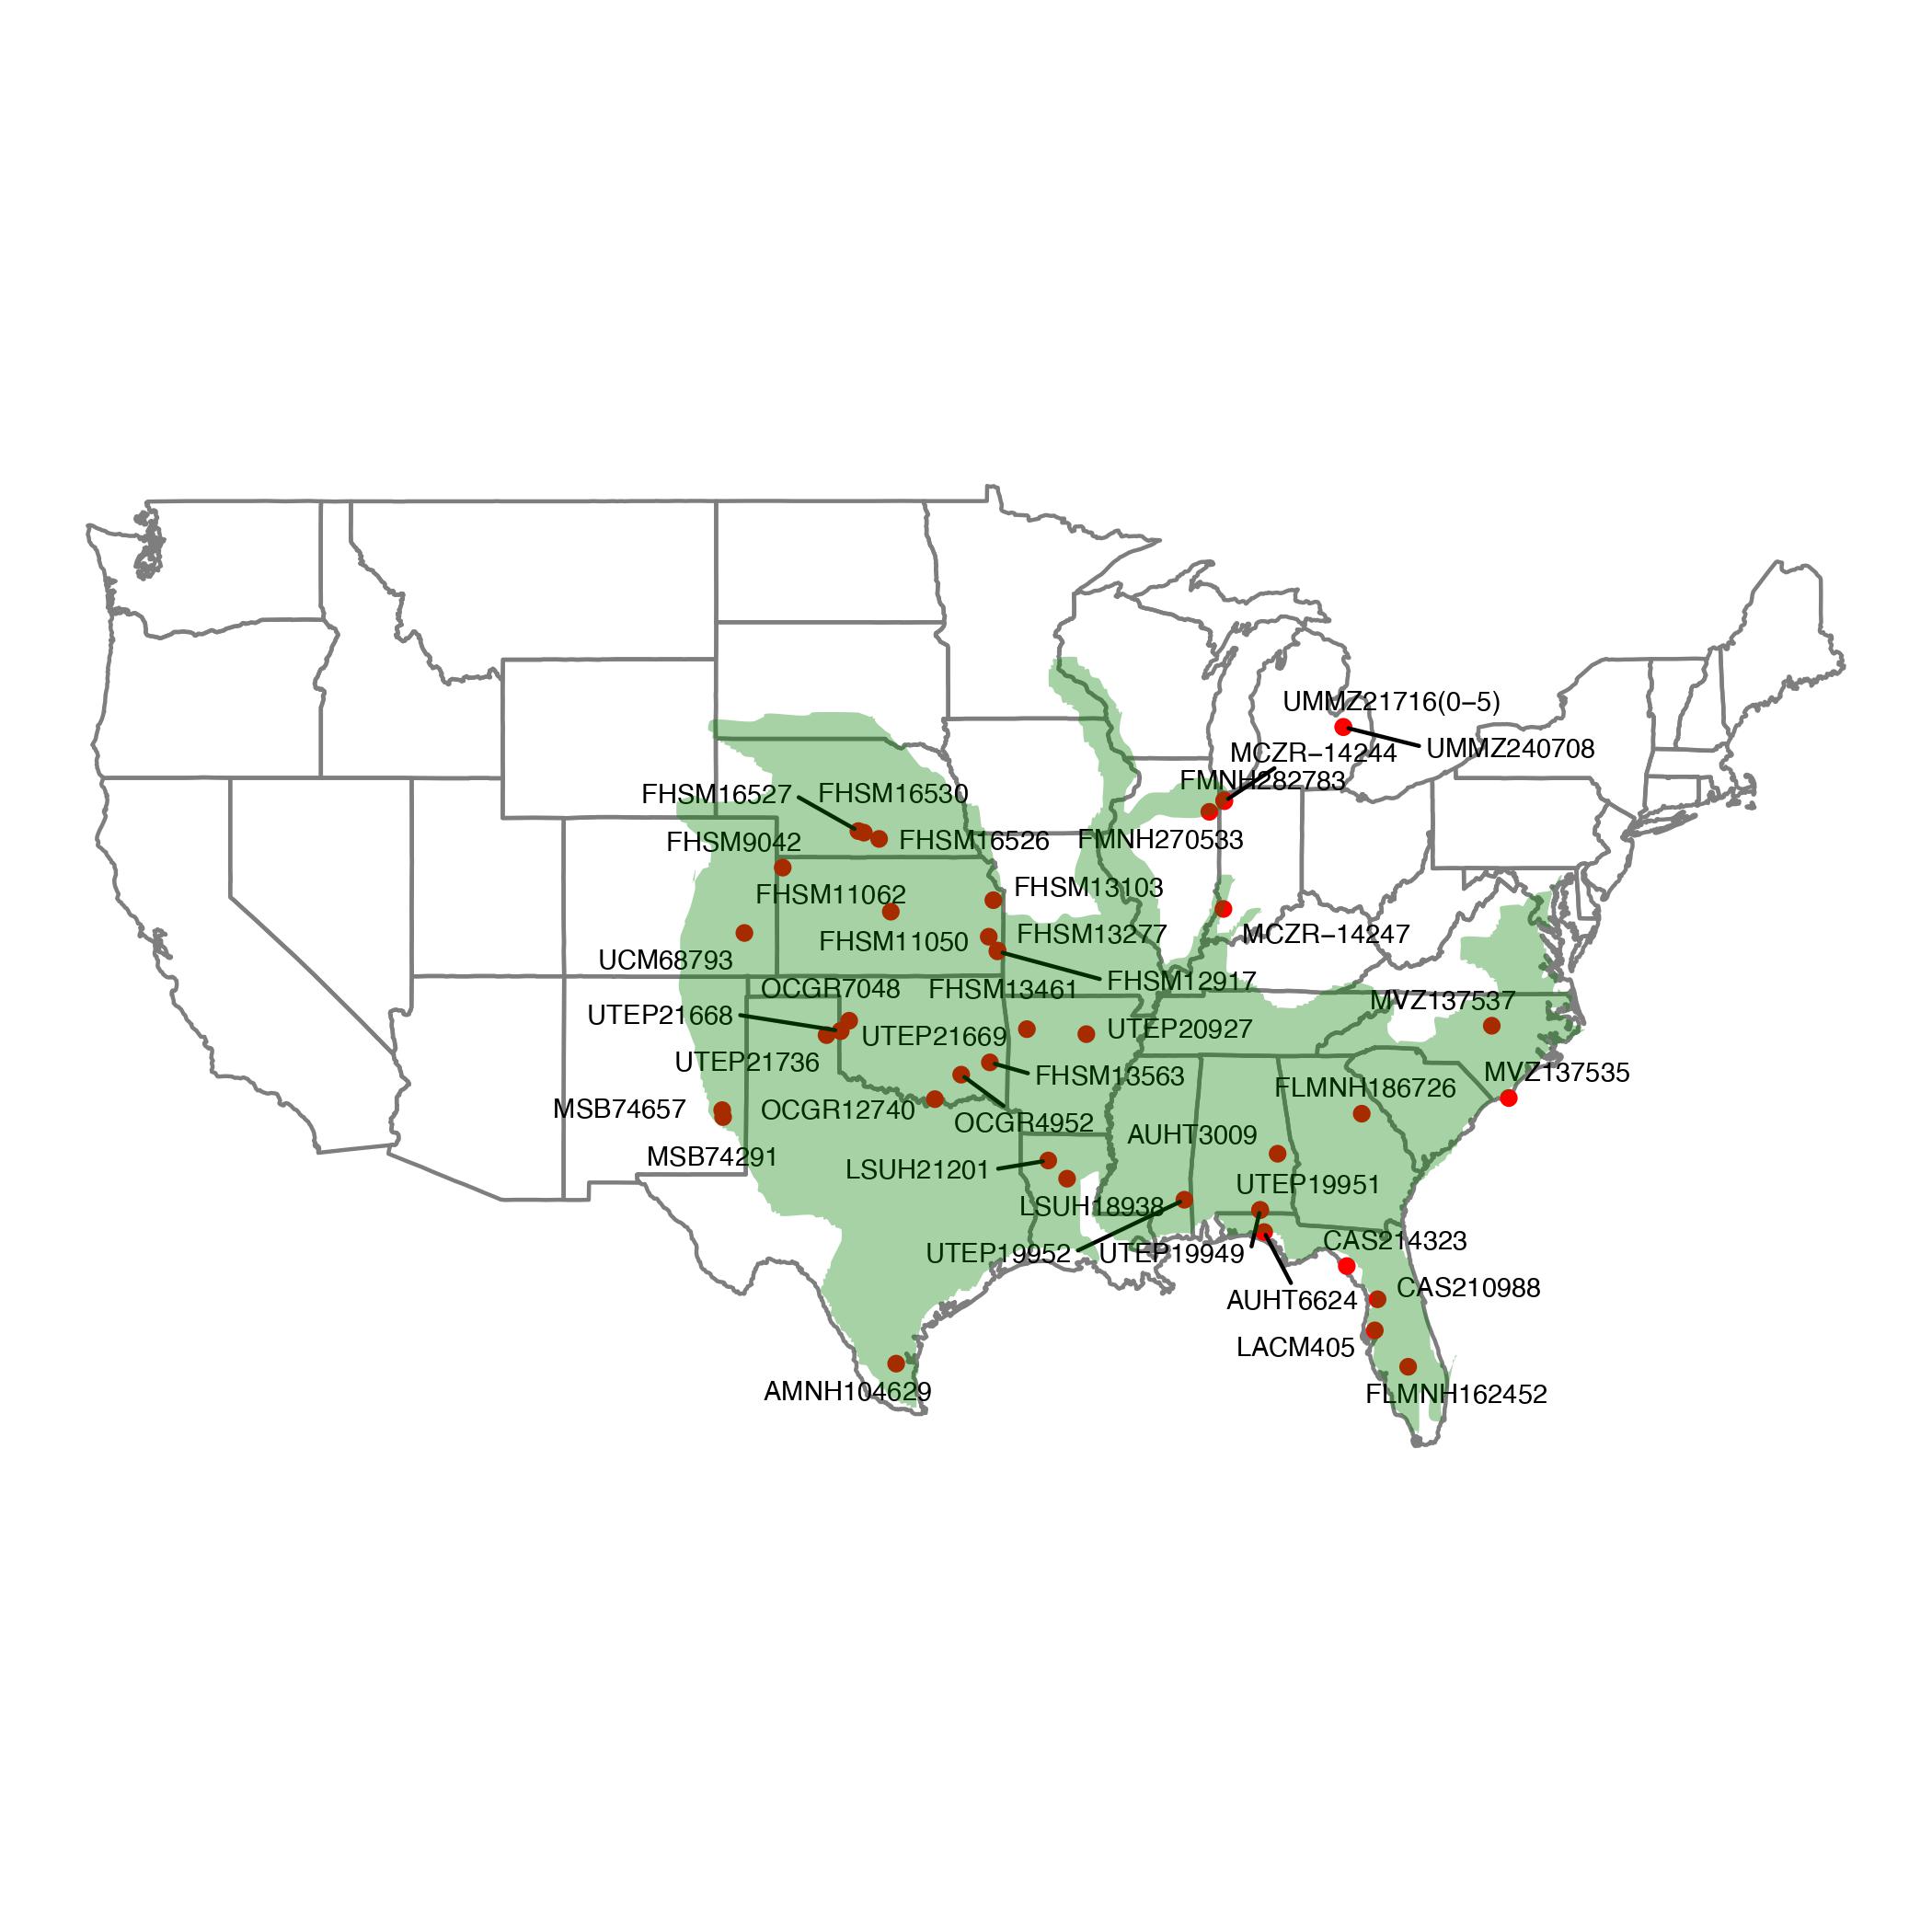 UMMZ21716(0−5)
UMMZ240708
MCZR−14244
FMNH282783
FHSM16527
FHSM16530
FHSM9042
FHSM16526
FMNH270533
FHSM13103
FHSM11062
FHSM11050
FHSM13277
MCZR−14247
UCM68793
FHSM12917
OCGR7048
FHSM13461
MVZ137537
UTEP21668
UTEP21669
UTEP20927
UTEP21736
FHSM13563
MVZ137535
FLMNH186726
MSB74657
OCGR12740
OCGR4952
AUHT3009
MSB74291
LSUH21201
UTEP19951
LSUH18938
UTEP19952
UTEP19949
CAS214323
CAS210988
AUHT6624
LACM405
AMNH104629
FLMNH162452